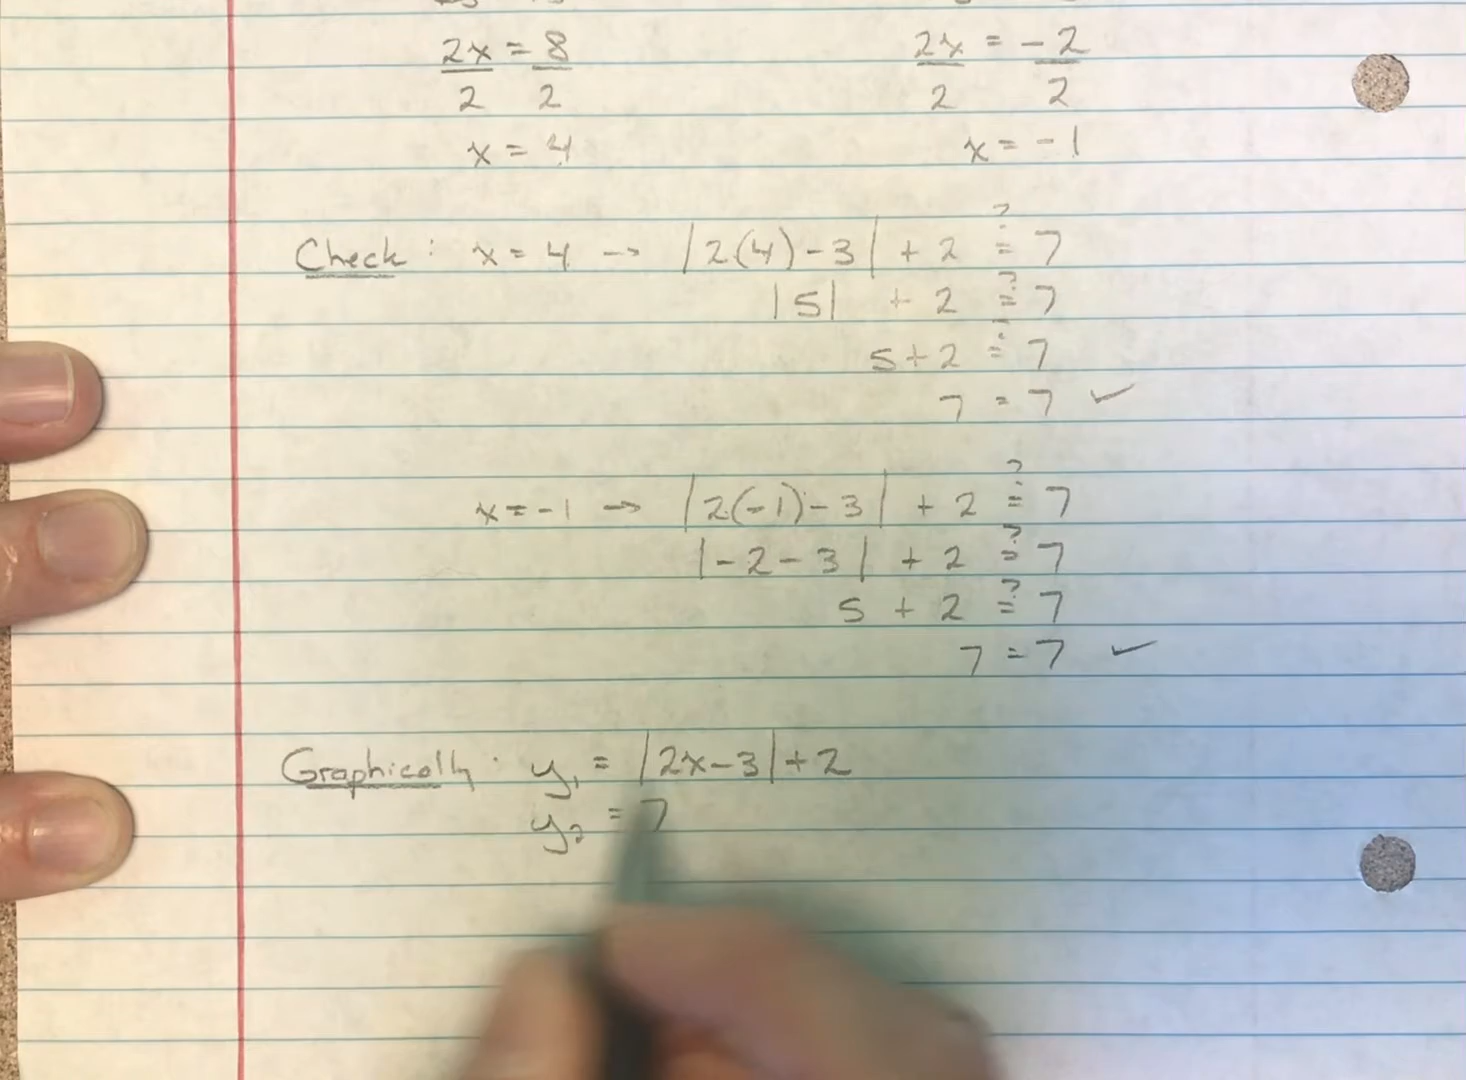 2x = 8 2x = -2
2 2 2 2
x = 4 x = -1
Check: x = 4 → |2(4) - 3| + 2 ≟ 7
|5| + 2 ≟ 7
5 + 2 ≟ 7
7 = 7 ✓
x = -1 → |2(-1) - 3| + 2 ≟ 7
|-2 - 3| + 2 ≟ 7
5 + 2 ≟ 7
7 = 7 ✓
Graphically: y₁ = |2x - 3| + 2
y₂ = 7